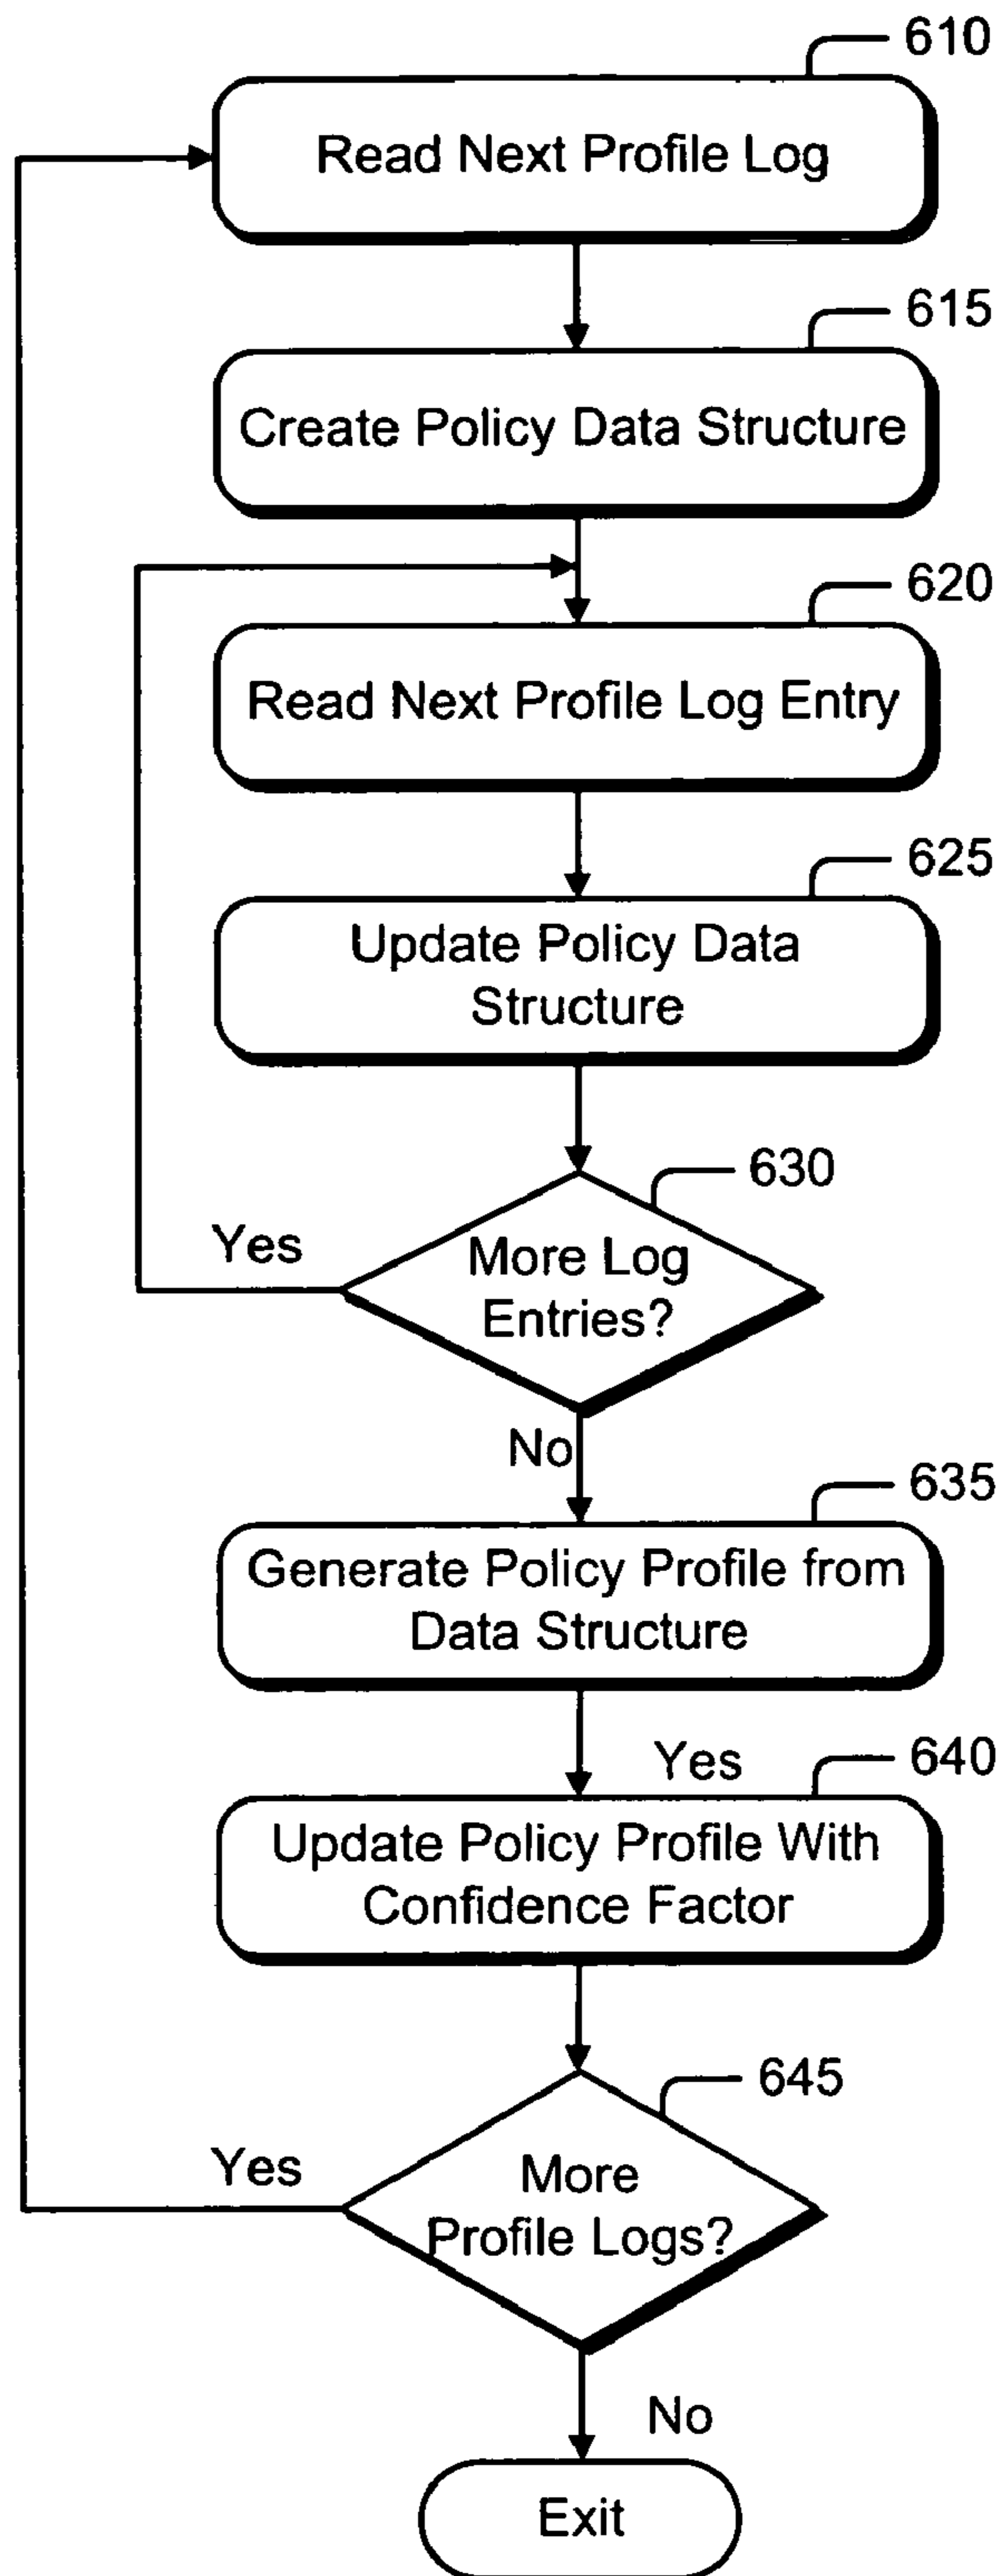 610
Read Next Profile Log
615
Create Policy Data Structure
620
Read Next Profile Log Entry
625
Update Policy Data
Structure
630
Yes
More Log
Entries?
No
635
Generate Policy Profile from
Data Structure
Yes
640
Update Policy Profile With
Confidence Factor
645
Yes
More
Profile Logs?
No
Exit